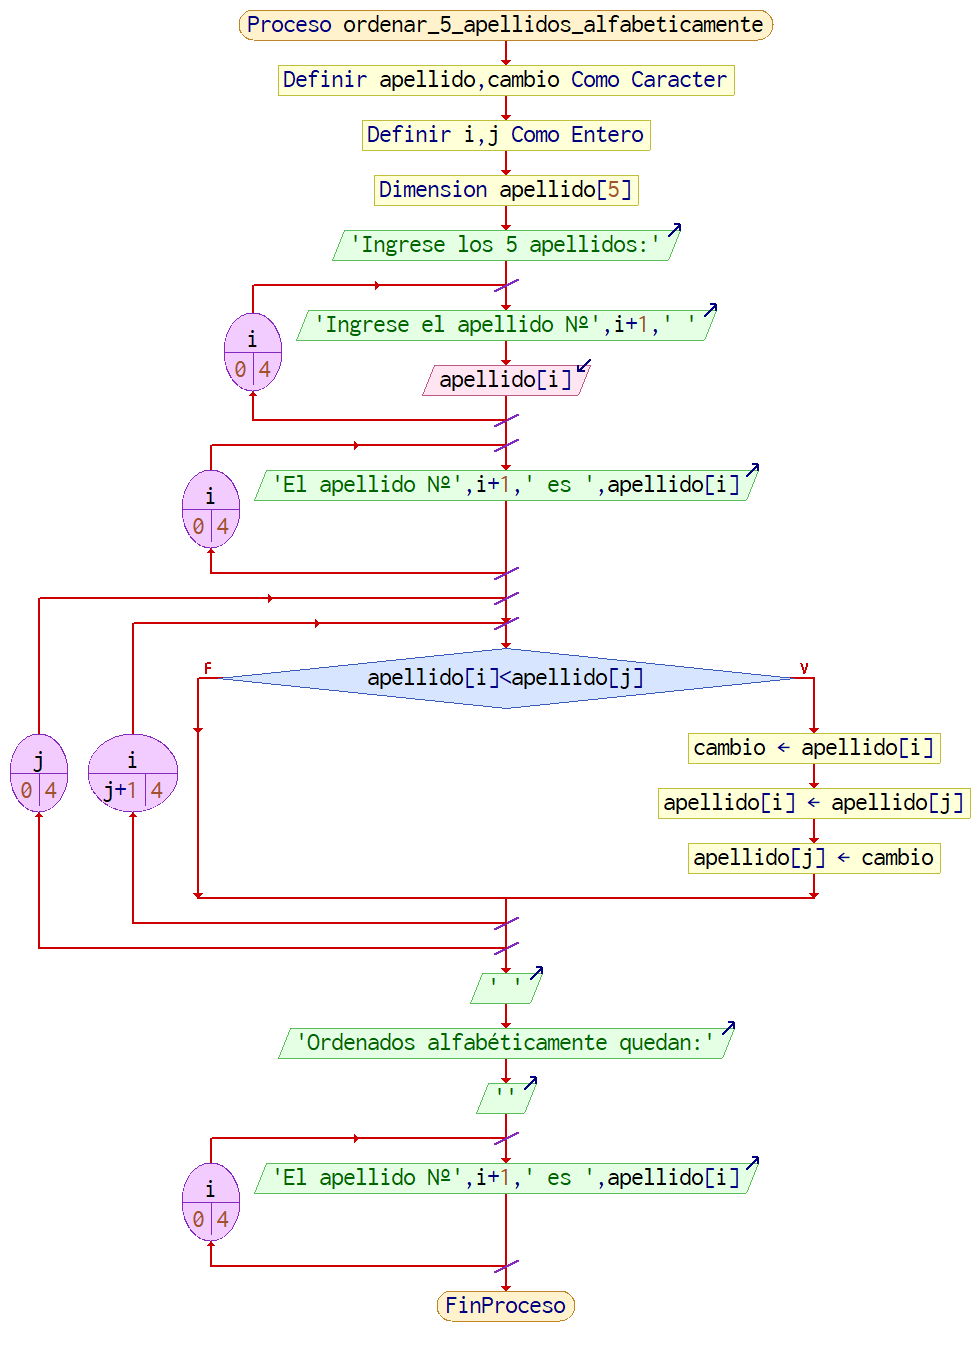 Proceso ordenar_5_apellidos_alfabeticamente
Definir apellido,cambio Como Caracter
Definir i,j Como Entero
Dimension apellido[5]
'Ingrese los 5 apellidos:'
'Ingrese el apellido Nº',i+1,' '
i
0 4
apellido[i]
'El apellido Nº',i+1,' es ',apellido[i]
i
0 4
F
V
apellido[i]<apellido[j]
j
0 4
i
j+1 4
cambio ← apellido[i]
apellido[i] ← apellido[j]
apellido[j] ← cambio
' '
'Ordenados alfabéticamente quedan:'
''
'El apellido Nº',i+1,' es ',apellido[i]
i
0 4
FinProceso